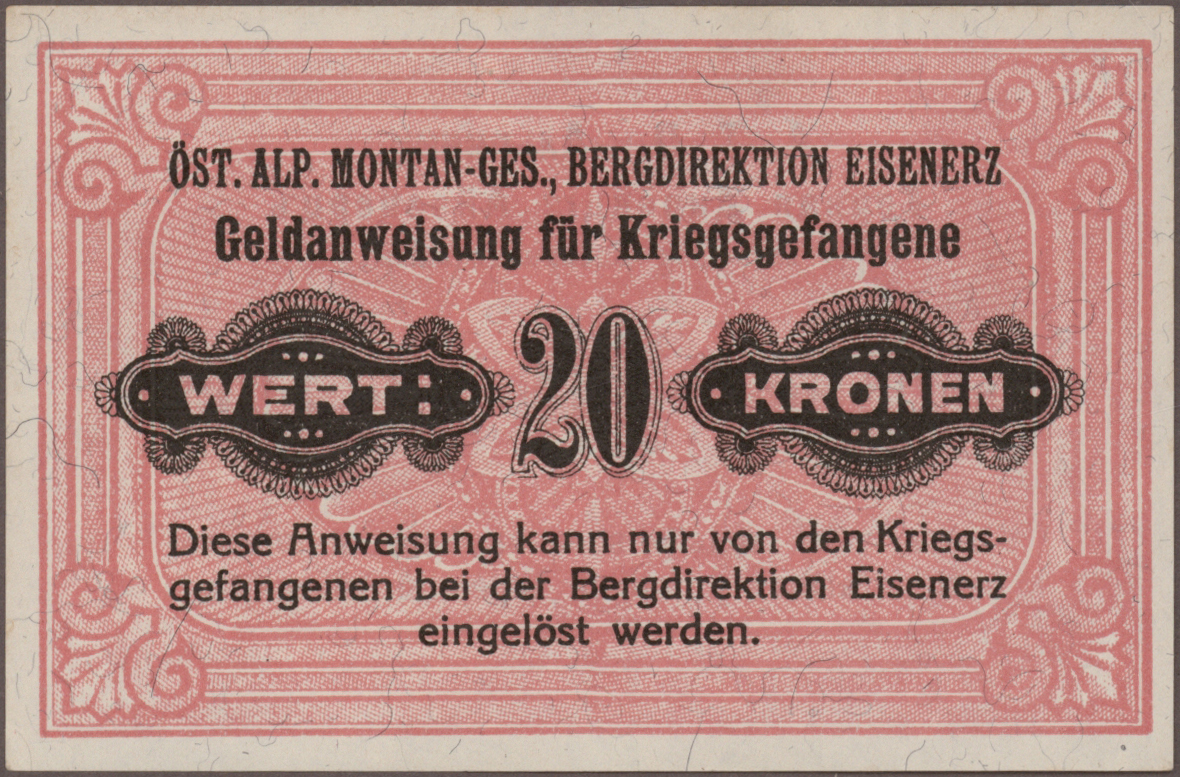 ÖST. ALP. MONTAN-GES., BERGDIREKTION EISENERZ
Geldanweisung für Kriegsgefangene
WERT: 20 KRONEN
Diese Anweisung kann nur von den Kriegs-
gefangenen bei der Bergdirektion Eisenerz
eingelöst werden.